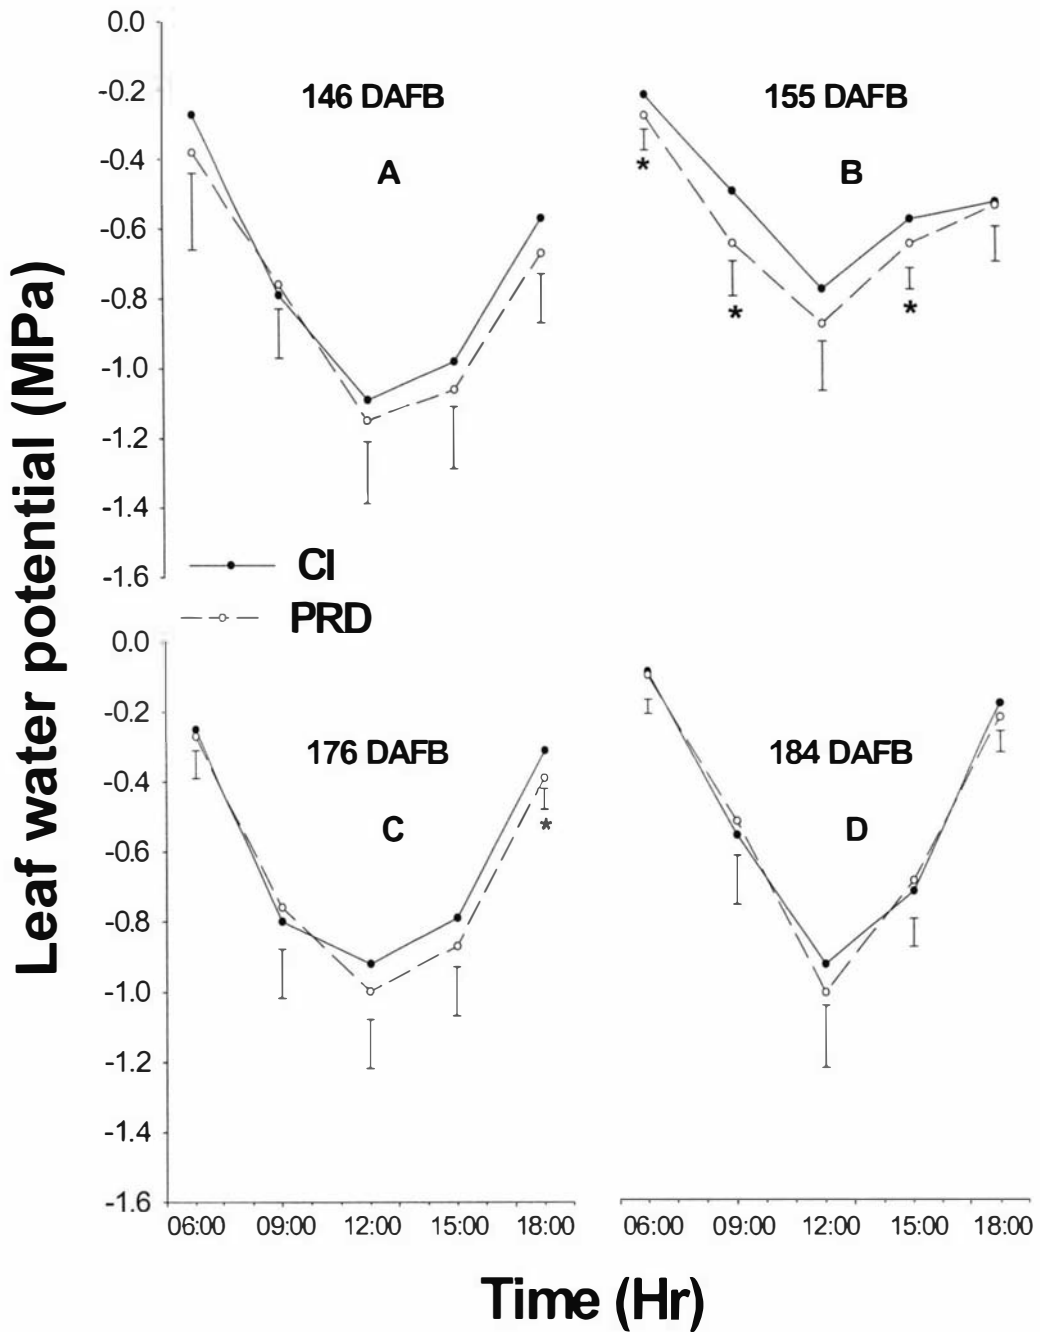 Leaf water potential (MPa)
0.0
-0.2
-0.4
-0.6
-0.8
-1.0
-1.2
-1.4
-1.6
146 DAFB
A
155 DAFB
B
*
*
*
CI
PRD
0.0
-0.2
-0.4
-0.6
-0.8
-1.0
-1.2
-1.4
-1.6
176 DAFB
C
*
184 DAFB
D
06:00 09:00 12:00 15:00 18:00
06:00 09:00 12:00 15:00 18:00
Time (Hr)